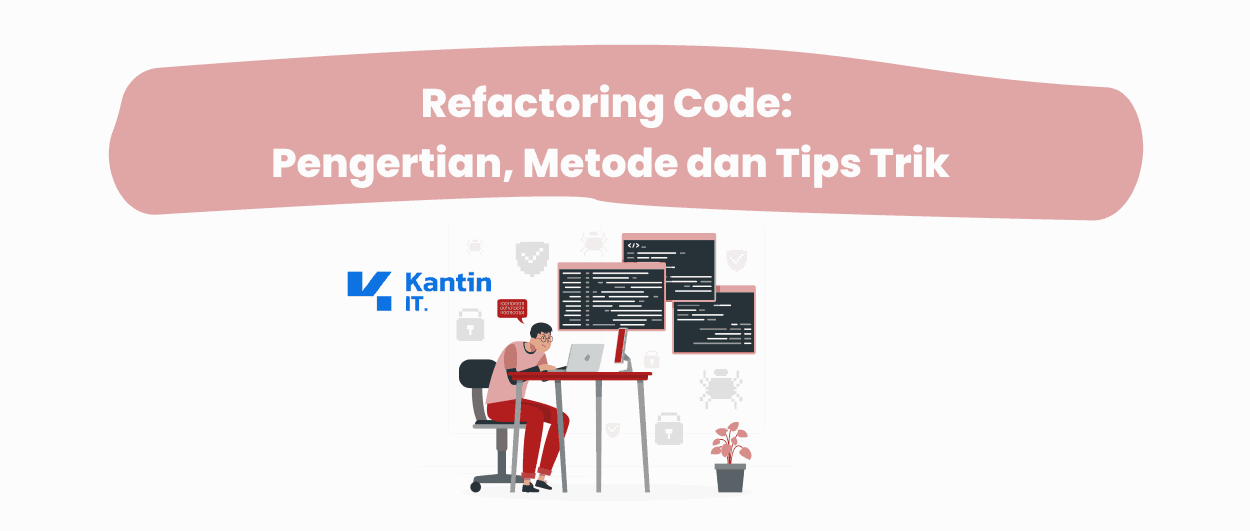 Refactoring Code:
Pengertian, Metode dan Tips Trik
Kantin
IT.
</>